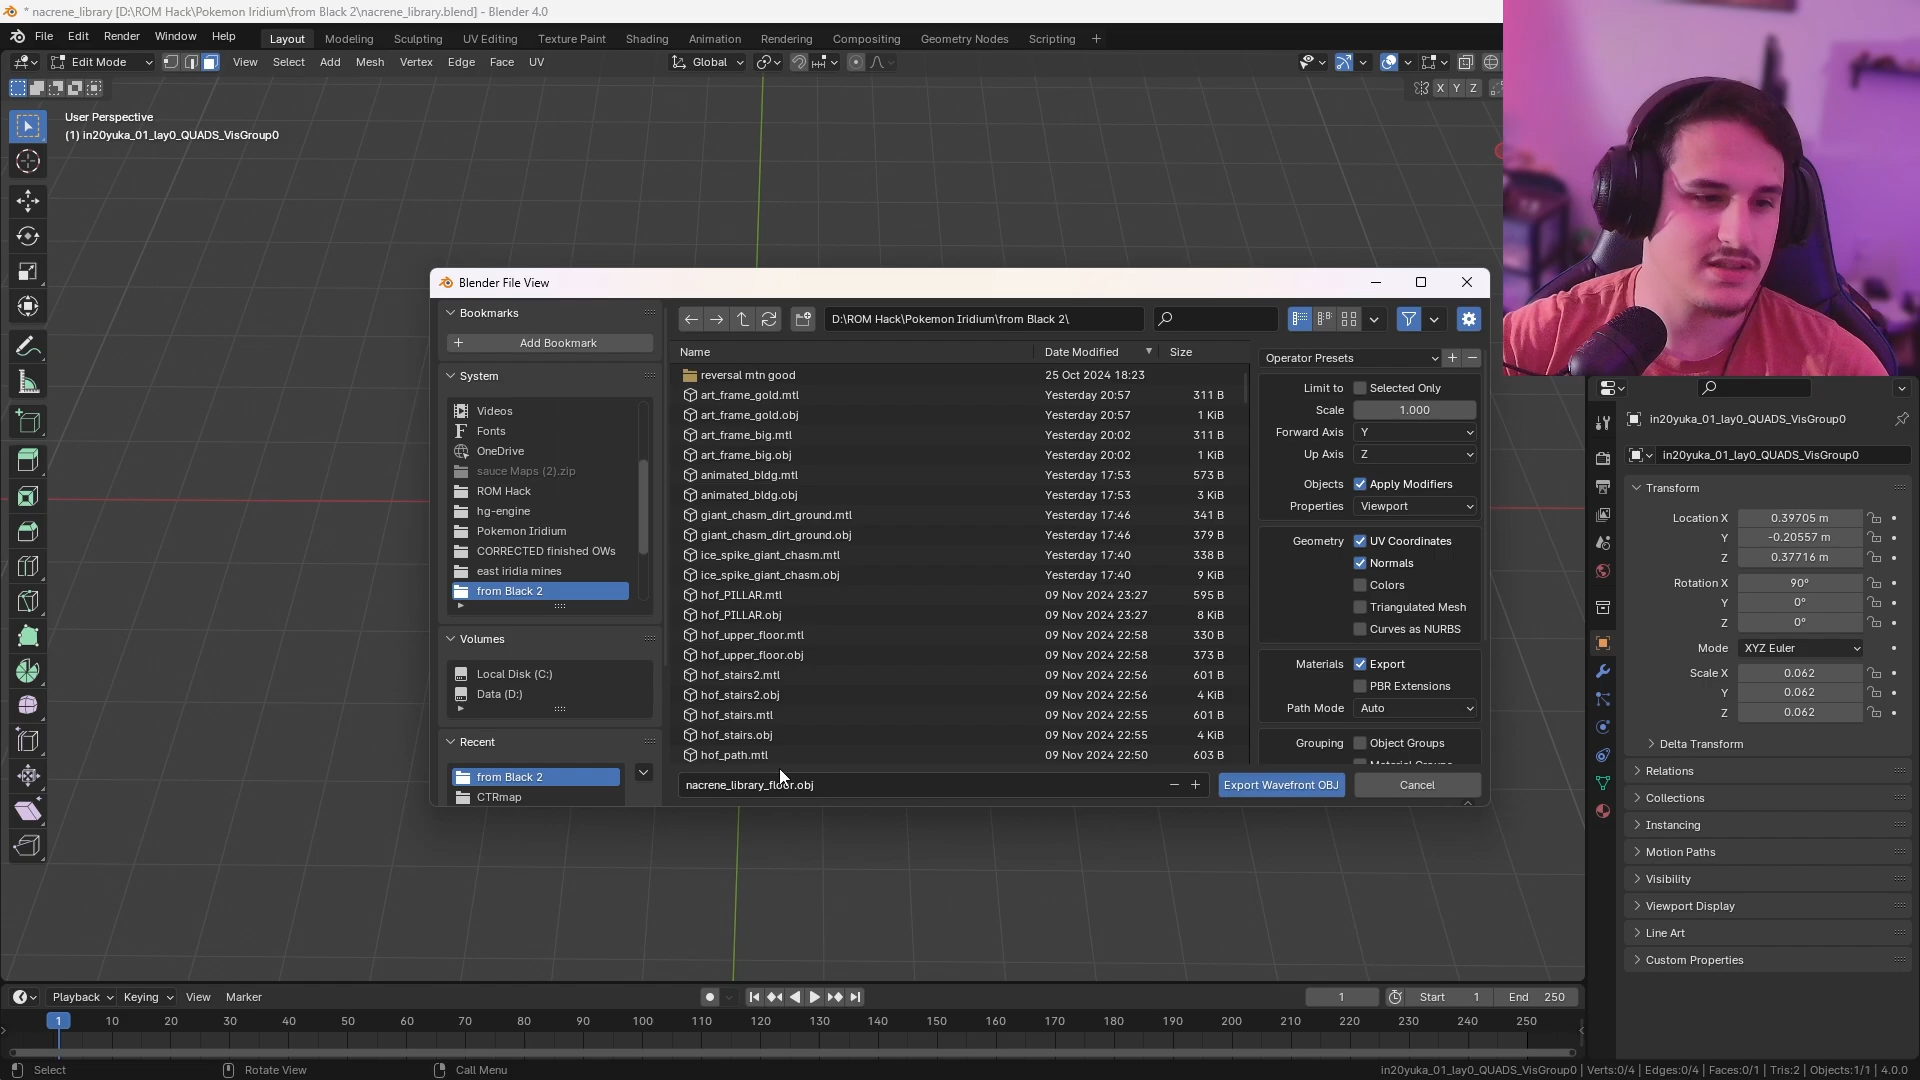 * nacrene_library [D:\ROM Hack\Pokemon Iridium\from Black 2\nacrene_library.blend] - Blender 4.0
File Edit Render Window Help
Layout Modeling Sculpting UV Editing Texture Paint Shading Animation Rendering Compositing Geometry Nodes Scripting +
Edit Mode View Select Add Mesh Vertex Edge Face UV Global
X Y Z
User Perspective
(1) in20yuka_01_lay0_QUADS_VisGroup0
Blender File View
Bookmarks
Add Bookmark
System
Videos
Fonts
OneDrive
sauce Maps (2).zip
ROM Hack
hg-engine
Pokemon Iridium
CORRECTED finished OWs
east iridia mines
from Black 2
Volumes
Local Disk (C:)
Data (D:)
Recent
from Black 2
CTRmap
D:\ROM Hack\Pokemon Iridium\from Black 2\
Name Date Modified Size
reversal mtn good 25 Oct 2024 18:23
art_frame_gold.mtl Yesterday 20:57 311 B
art_frame_gold.obj Yesterday 20:57 1 KiB
art_frame_big.mtl Yesterday 20:02 311 B
art_frame_big.obj Yesterday 20:02 1 KiB
animated_bldg.mtl Yesterday 17:53 573 B
animated_bldg.obj Yesterday 17:53 3 KiB
giant_chasm_dirt_ground.mtl Yesterday 17:46 341 B
giant_chasm_dirt_ground.obj Yesterday 17:46 379 B
ice_spike_giant_chasm.mtl Yesterday 17:40 338 B
ice_spike_giant_chasm.obj Yesterday 17:40 9 KiB
hof_PILLAR.mtl 09 Nov 2024 23:27 595 B
hof_PILLAR.obj 09 Nov 2024 23:27 8 KiB
hof_upper_floor.mtl 09 Nov 2024 22:58 330 B
hof_upper_floor.obj 09 Nov 2024 22:58 373 B
hof_stairs2.mtl 09 Nov 2024 22:56 601 B
hof_stairs2.obj 09 Nov 2024 22:56 4 KiB
hof_stairs.mtl 09 Nov 2024 22:55 601 B
hof_stairs.obj 09 Nov 2024 22:55 4 KiB
hof_path.mtl 09 Nov 2024 22:50 603 B
nacrene_library_floor.obj
Export Wavefront OBJ
Cancel
Operator Presets
Limit to Selected Only
Scale 1.000
Forward Axis Y
Up Axis Z
Objects Apply Modifiers
Properties Viewport
Geometry UV Coordinates
Normals
Colors
Triangulated Mesh
Curves as NURBS
Materials Export
PBR Extensions
Path Mode Auto
Grouping Object Groups
Material Groups
in20yuka_01_lay0_QUADS_VisGroup0
in20yuka_01_lay0_QUADS_VisGroup0
Transform
Location X 0.39705 m
Y -0.20557 m
Z 0.37716 m
Rotation X 90°
Y 0°
Z 0°
Mode XYZ Euler
Scale X 0.062
Y 0.062
Z 0.062
Delta Transform
Relations
Collections
Instancing
Motion Paths
Visibility
Viewport Display
Line Art
Custom Properties
Playback Keying View Marker
1 Start 1 End 250
1 10 20 30 40 50 60 70 80 90 100 110 120 130 140 150 160 170 180 190 200 210 220 230 240 250
Select Rotate View Call Menu
in20yuka_01_lay0_QUADS_VisGroup0 | Verts:0/4 | Edges:0/4 | Faces:0/1 | Tris:2 | Objects:1/1 | 4.0.0